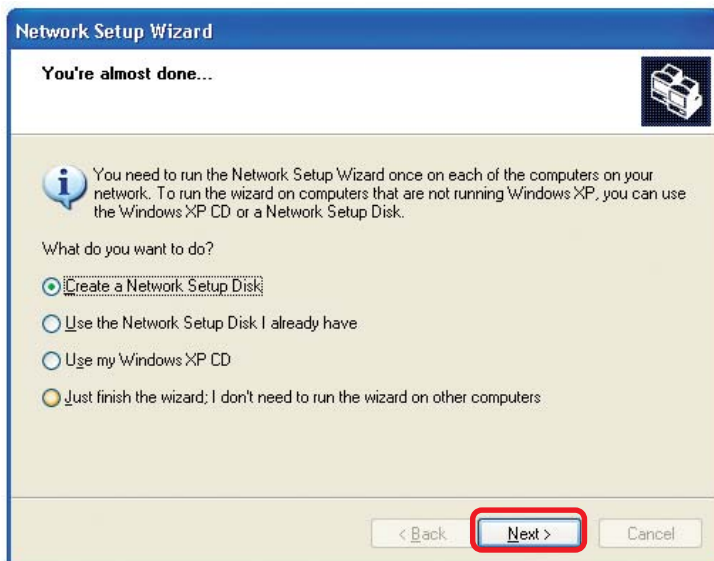 Network Setup Wizard
You're almost done...
You need to run the Network Setup Wizard once on each of the computers on your
network. To run the wizard on computers that are not running Windows XP, you can use
the Windows XP CD or a Network Setup Disk.
What do you want to do?
Create a Network Setup Disk
Use the Network Setup Disk I already have
Use my Windows XP CD
Just finish the wizard; I don't need to run the wizard on other computers
< Back
Next >
Cancel